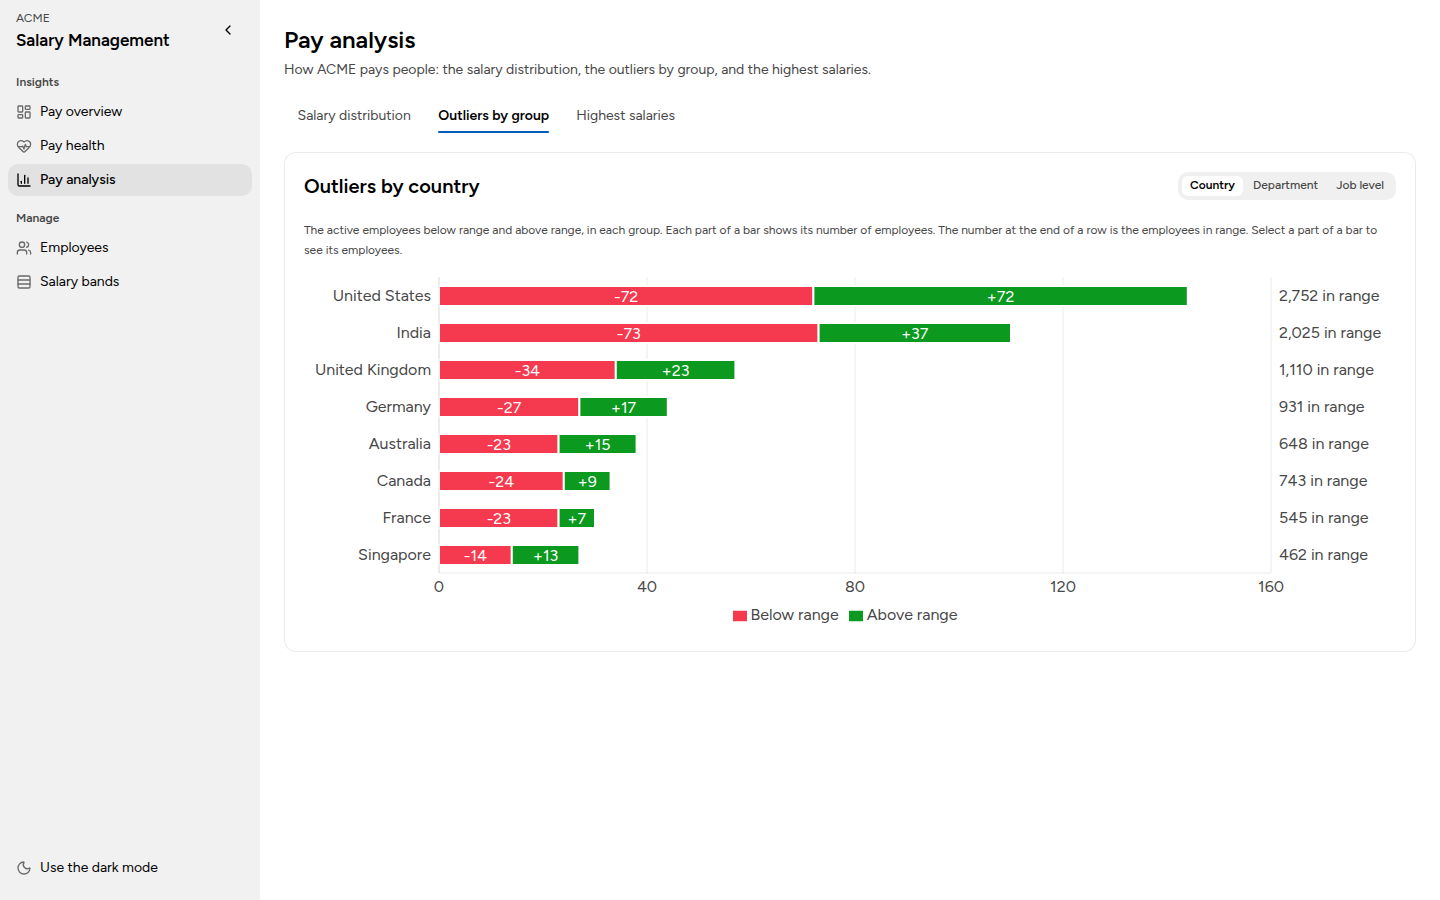 ACME
Salary Management
Insights
Pay overview
Pay health
Pay analysis
Manage
Employees
Salary bands
Use the dark mode
Pay analysis
How ACME pays people: the salary distribution, the outliers by group, and the highest salaries.
Salary distribution Outliers by group Highest salaries
Outliers by country
Country Department Job level
The active employees below range and above range, in each group. Each part of a bar shows its number of employees. The number at the end of a row is the employees in range. Select a part of a bar to
see its employees.
United States -72 +72 2,752 in range
India -73 +37 2,025 in range
United Kingdom -34 +23 1,110 in range
Germany -27 +17 931 in range
Australia -23 +15 648 in range
Canada -24 +9 743 in range
France -23 +7 545 in range
Singapore -14 +13 462 in range
0 40 80 120 160
Below range Above range